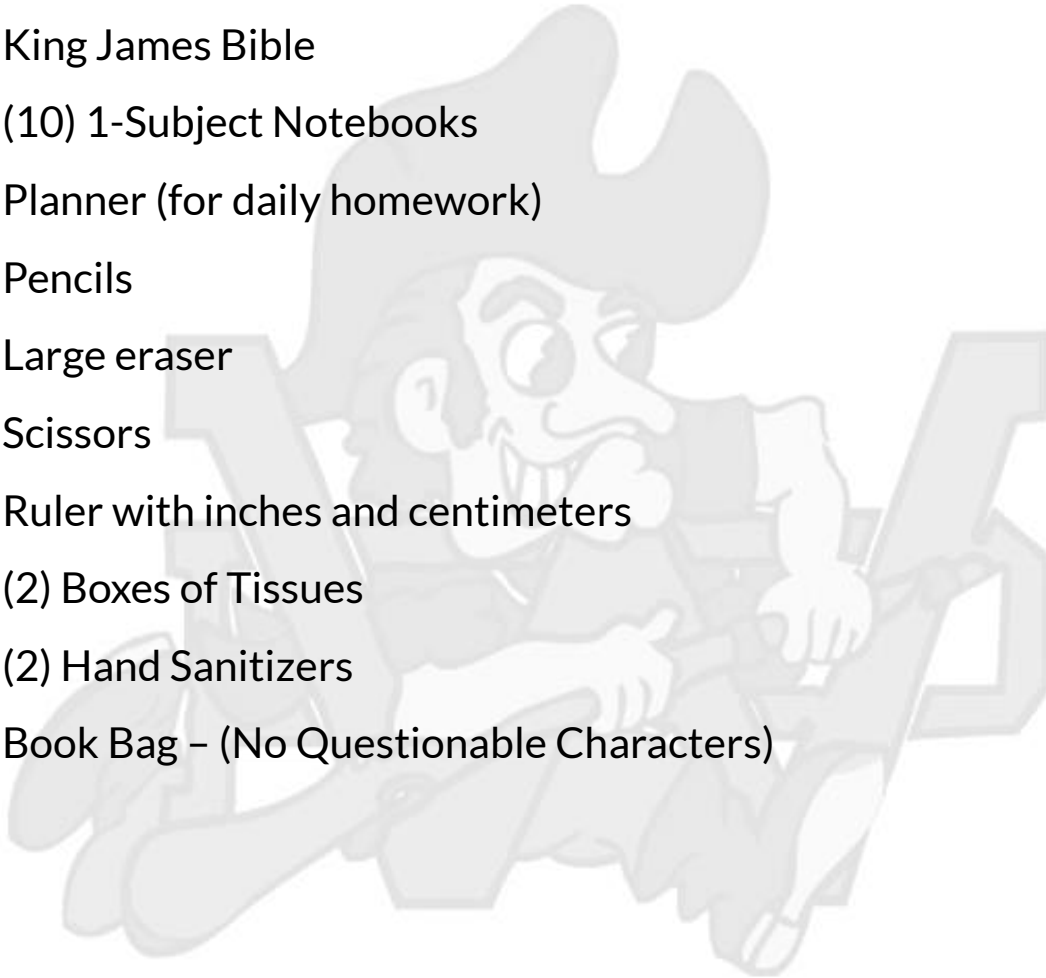 King James Bible
(10) 1-Subject Notebooks
Planner (for daily homework)
Pencils
Large eraser
Scissors
Ruler with inches and centimeters
(2) Boxes of Tissues
(2) Hand Sanitizers
Book Bag – (No Questionable Characters)